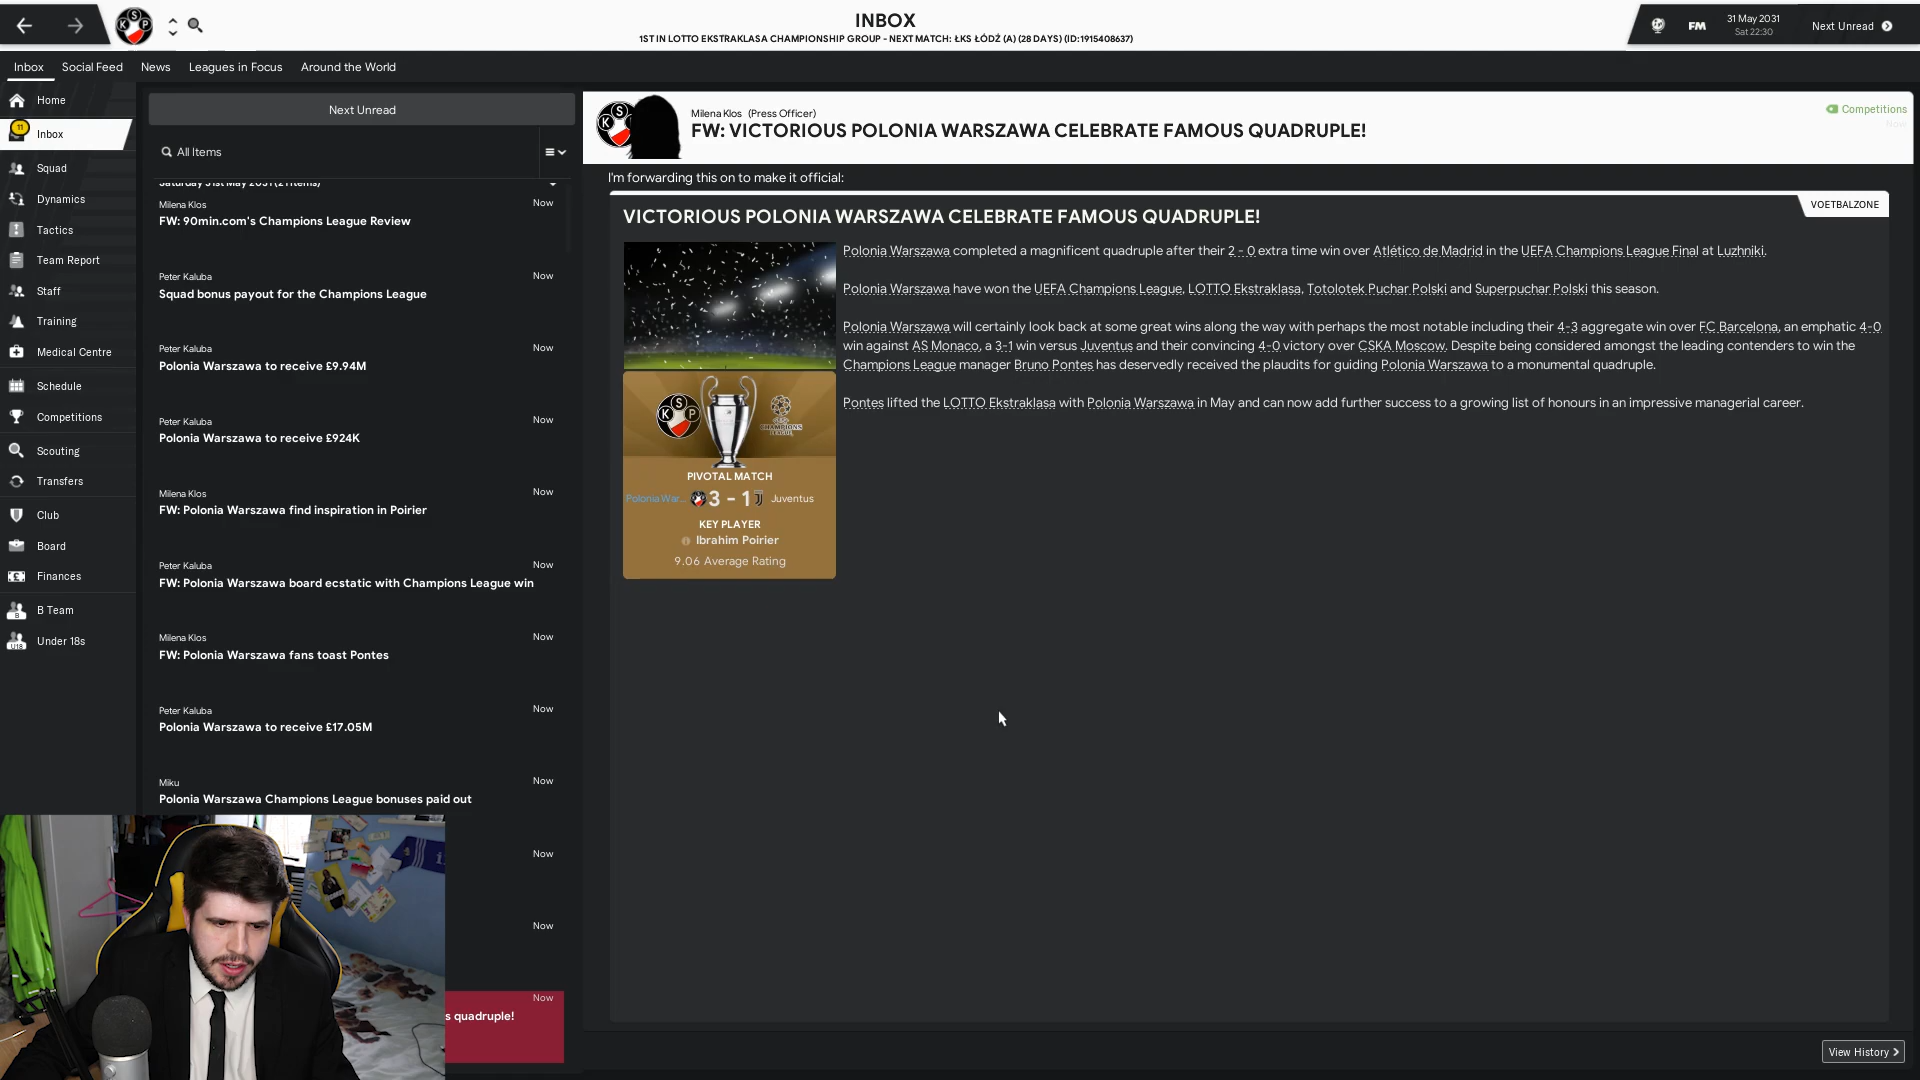 INBOX
1ST IN LOTTO EKSTRAKLASA CHAMPIONSHIP GROUP - NEXT MATCH: ŁKS ŁÓDŹ (A) (28 DAYS) (ID:1915408637)
FM
31 May 2031
Sat 22:30
Next Unread
Inbox
Social Feed
News
Leagues in Focus
Around the World
Home
11
Inbox
Squad
Dynamics
Tactics
Team Report
Staff
Training
Medical Centre
Schedule
Competitions
Scouting
Transfers
Club
Board
Finances
B Team
Under 18s
Next Unread
All Items
Saturday 31st May 2031 (21 items)
Milena Klos
Now
FW: 90min.com's Champions League Review
Peter Kaluba
Now
Squad bonus payout for the Champions League
Peter Kaluba
Now
Polonia Warszawa to receive £9.94M
Peter Kaluba
Now
Polonia Warszawa to receive £924K
Milena Klos
Now
FW: Polonia Warszawa find inspiration in Poirier
Peter Kaluba
Now
FW: Polonia Warszawa board ecstatic with Champions League win
Milena Klos
Now
FW: Polonia Warszawa fans toast Pontes
Peter Kaluba
Now
Polonia Warszawa to receive £17.05M
Miku
Now
Polonia Warszawa Champions League bonuses paid out
Now
Now
Now
s quadruple!
Milena Klos (Press Officer)
FW: VICTORIOUS POLONIA WARSZAWA CELEBRATE FAMOUS QUADRUPLE!
Competitions
Now
I'm forwarding this on to make it official:
VICTORIOUS POLONIA WARSZAWA CELEBRATE FAMOUS QUADRUPLE!
VOETBALZONE
Polonia Warszawa completed a magnificent quadruple after their 2 - 0 extra time win over Atlético de Madrid in the UEFA Champions League Final at Luzhniki.
Polonia Warszawa have won the UEFA Champions League, LOTTO Ekstraklasa, Totolotek Puchar Polski and Superpuchar Polski this season.
Polonia Warszawa will certainly look back at some great wins along the way with perhaps the most notable including their 4-3 aggregate win over FC Barcelona, an emphatic 4-0
win against AS Monaco, a 3-1 win versus Juventus and their convincing 4-0 victory over CSKA Moscow. Despite being considered amongst the leading contenders to win the
Champions League manager Bruno Pontes has deservedly received the plaudits for guiding Polonia Warszawa to a monumental quadruple.
Pontes lifted the LOTTO Ekstraklasa with Polonia Warszawa in May and can now add further success to a growing list of honours in an impressive managerial career.
KSP
CHAMPIONS LEAGUE
PIVOTAL MATCH
Polonia War... 3 - 1 Juventus
KEY PLAYER
Ibrahim Poirier
9.06 Average Rating
View History